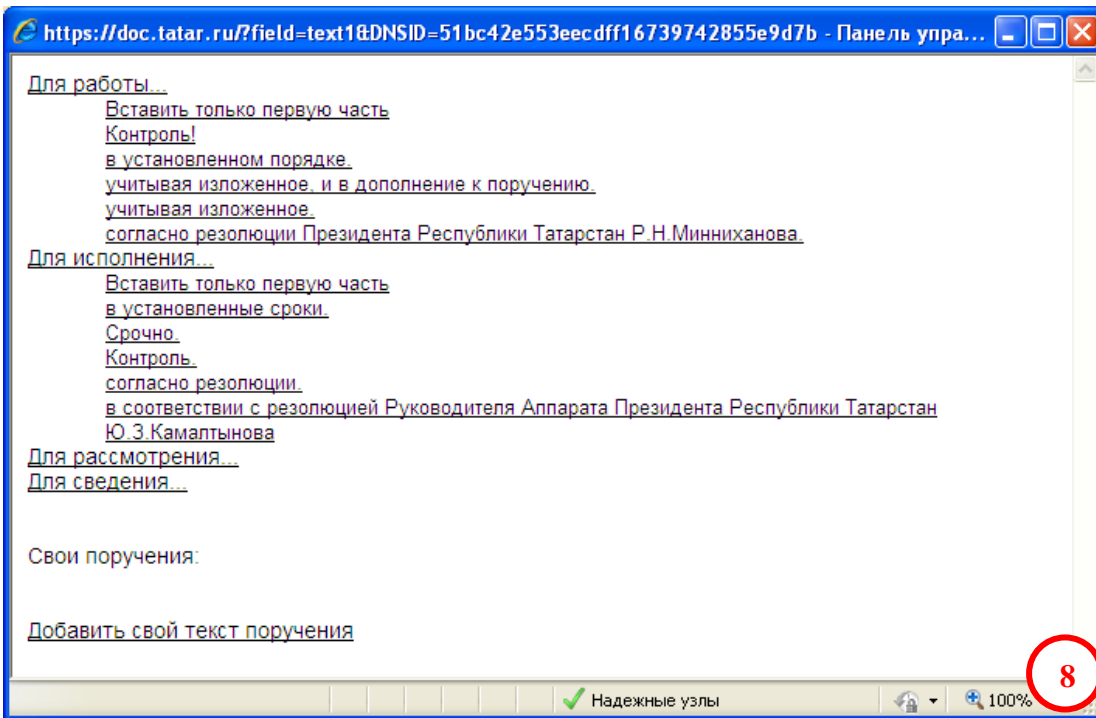 https://doc.tatar.ru/?field=text1&DNSID=51bc42e553eecdff16739742855e9d7b - Панель упра...
Для работы...
Вставить только первую часть
Контроль!
в установленном порядке.
учитывая изложенное, и в дополнение к поручению.
учитывая изложенное.
согласно резолюции Президента Республики Татарстан Р.Н.Минниханова.
Для исполнения...
Вставить только первую часть
в установленные сроки.
Срочно.
Контроль.
согласно резолюции.
в соответствии с резолюцией Руководителя Аппарата Президента Республики Татарстан
Ю.З.Камалтынова
Для рассмотрения...
Для сведения...
Свои поручения:
Добавить свой текст поручения
8
Надежные узлы
100%